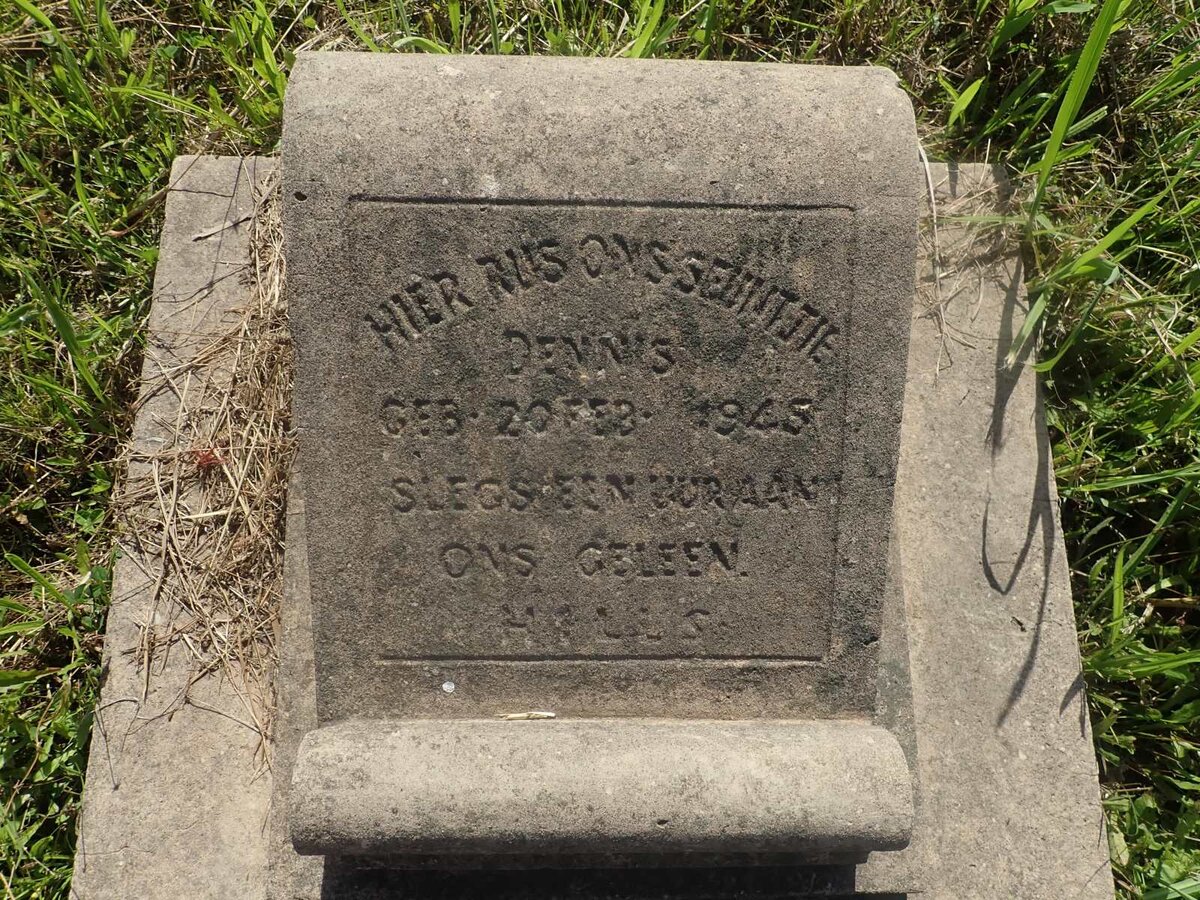 HIER RUS ONS SEUNTJIE
DENNIS
GEB. 20 FEB. 1945
SLEGS EEN UUR AAN
ONS GELEEN.